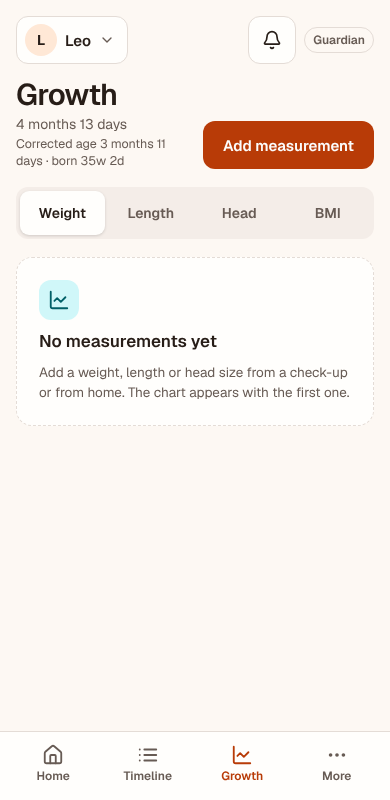 L Leo
Guardian
Growth
4 months 13 days
Corrected age 3 months 11
days · born 35w 2d
Add measurement
Weight Length Head BMI
No measurements yet
Add a weight, length or head size from a check-up
or from home. The chart appears with the first one.
Home Timeline Growth More